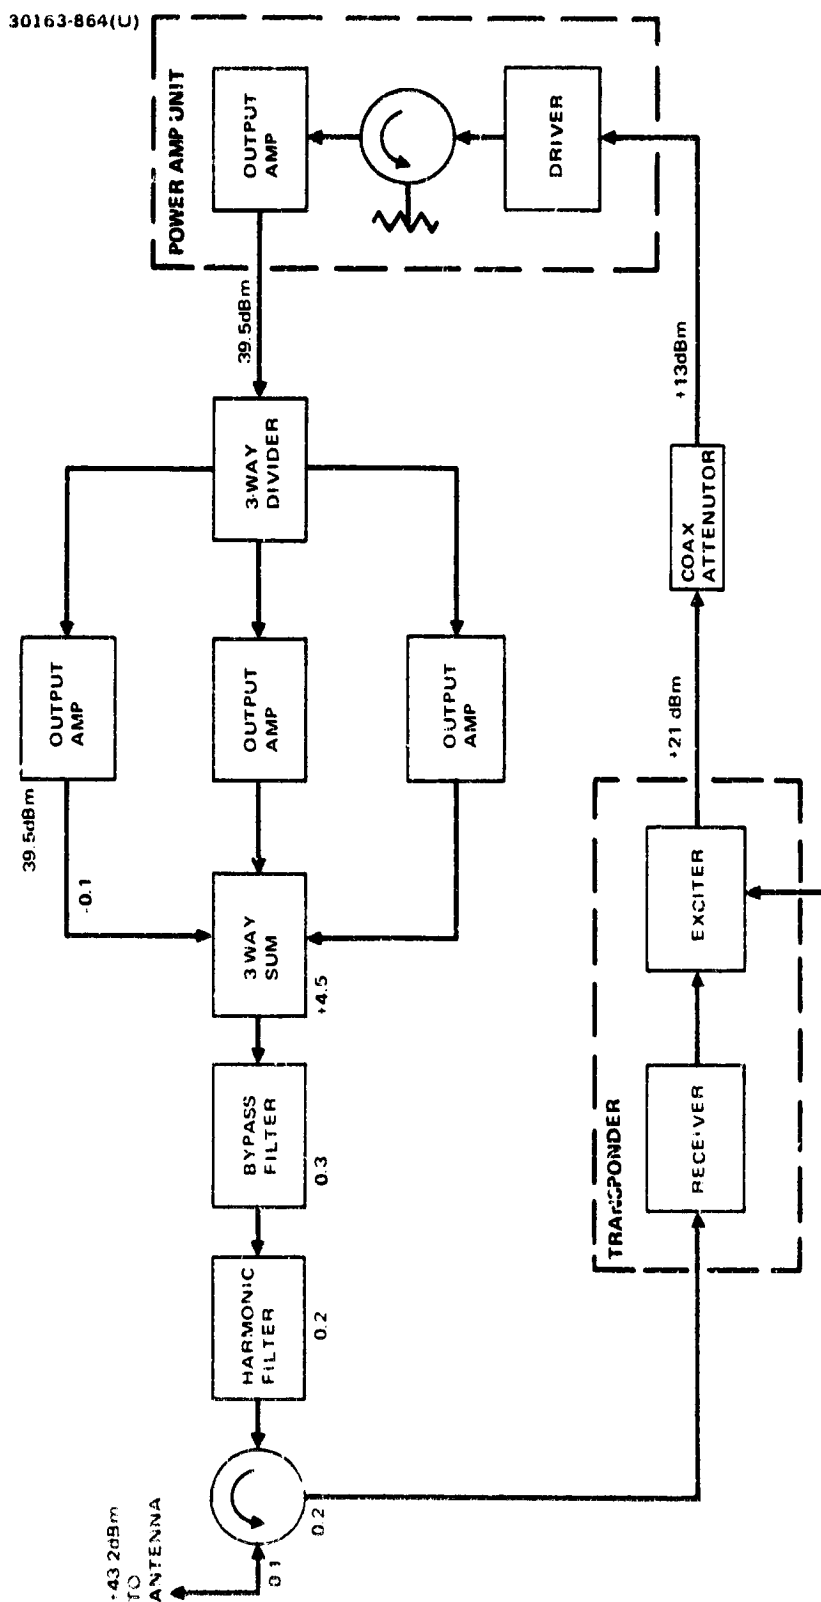 30163-864(U)
POWER AMP UNIT
OUTPUT
AMP
DRIVER
39.5dBm
+13dBm
3-WAY
DIVIDER
COAX
ATTENUTOR
OUTPUT
AMP
OUTPUT
AMP
OUTPUT
AMP
39.5dBm
-0.1
+21 dBm
3 WAY
SUM
+4.5
EXCITER
BYPASS
FILTER
0.3
TRANSPONDER
RECEIVER
HARMONIC
FILTER
0.2
0.2
0.1
+43 2dBm
TO
ANTENNA